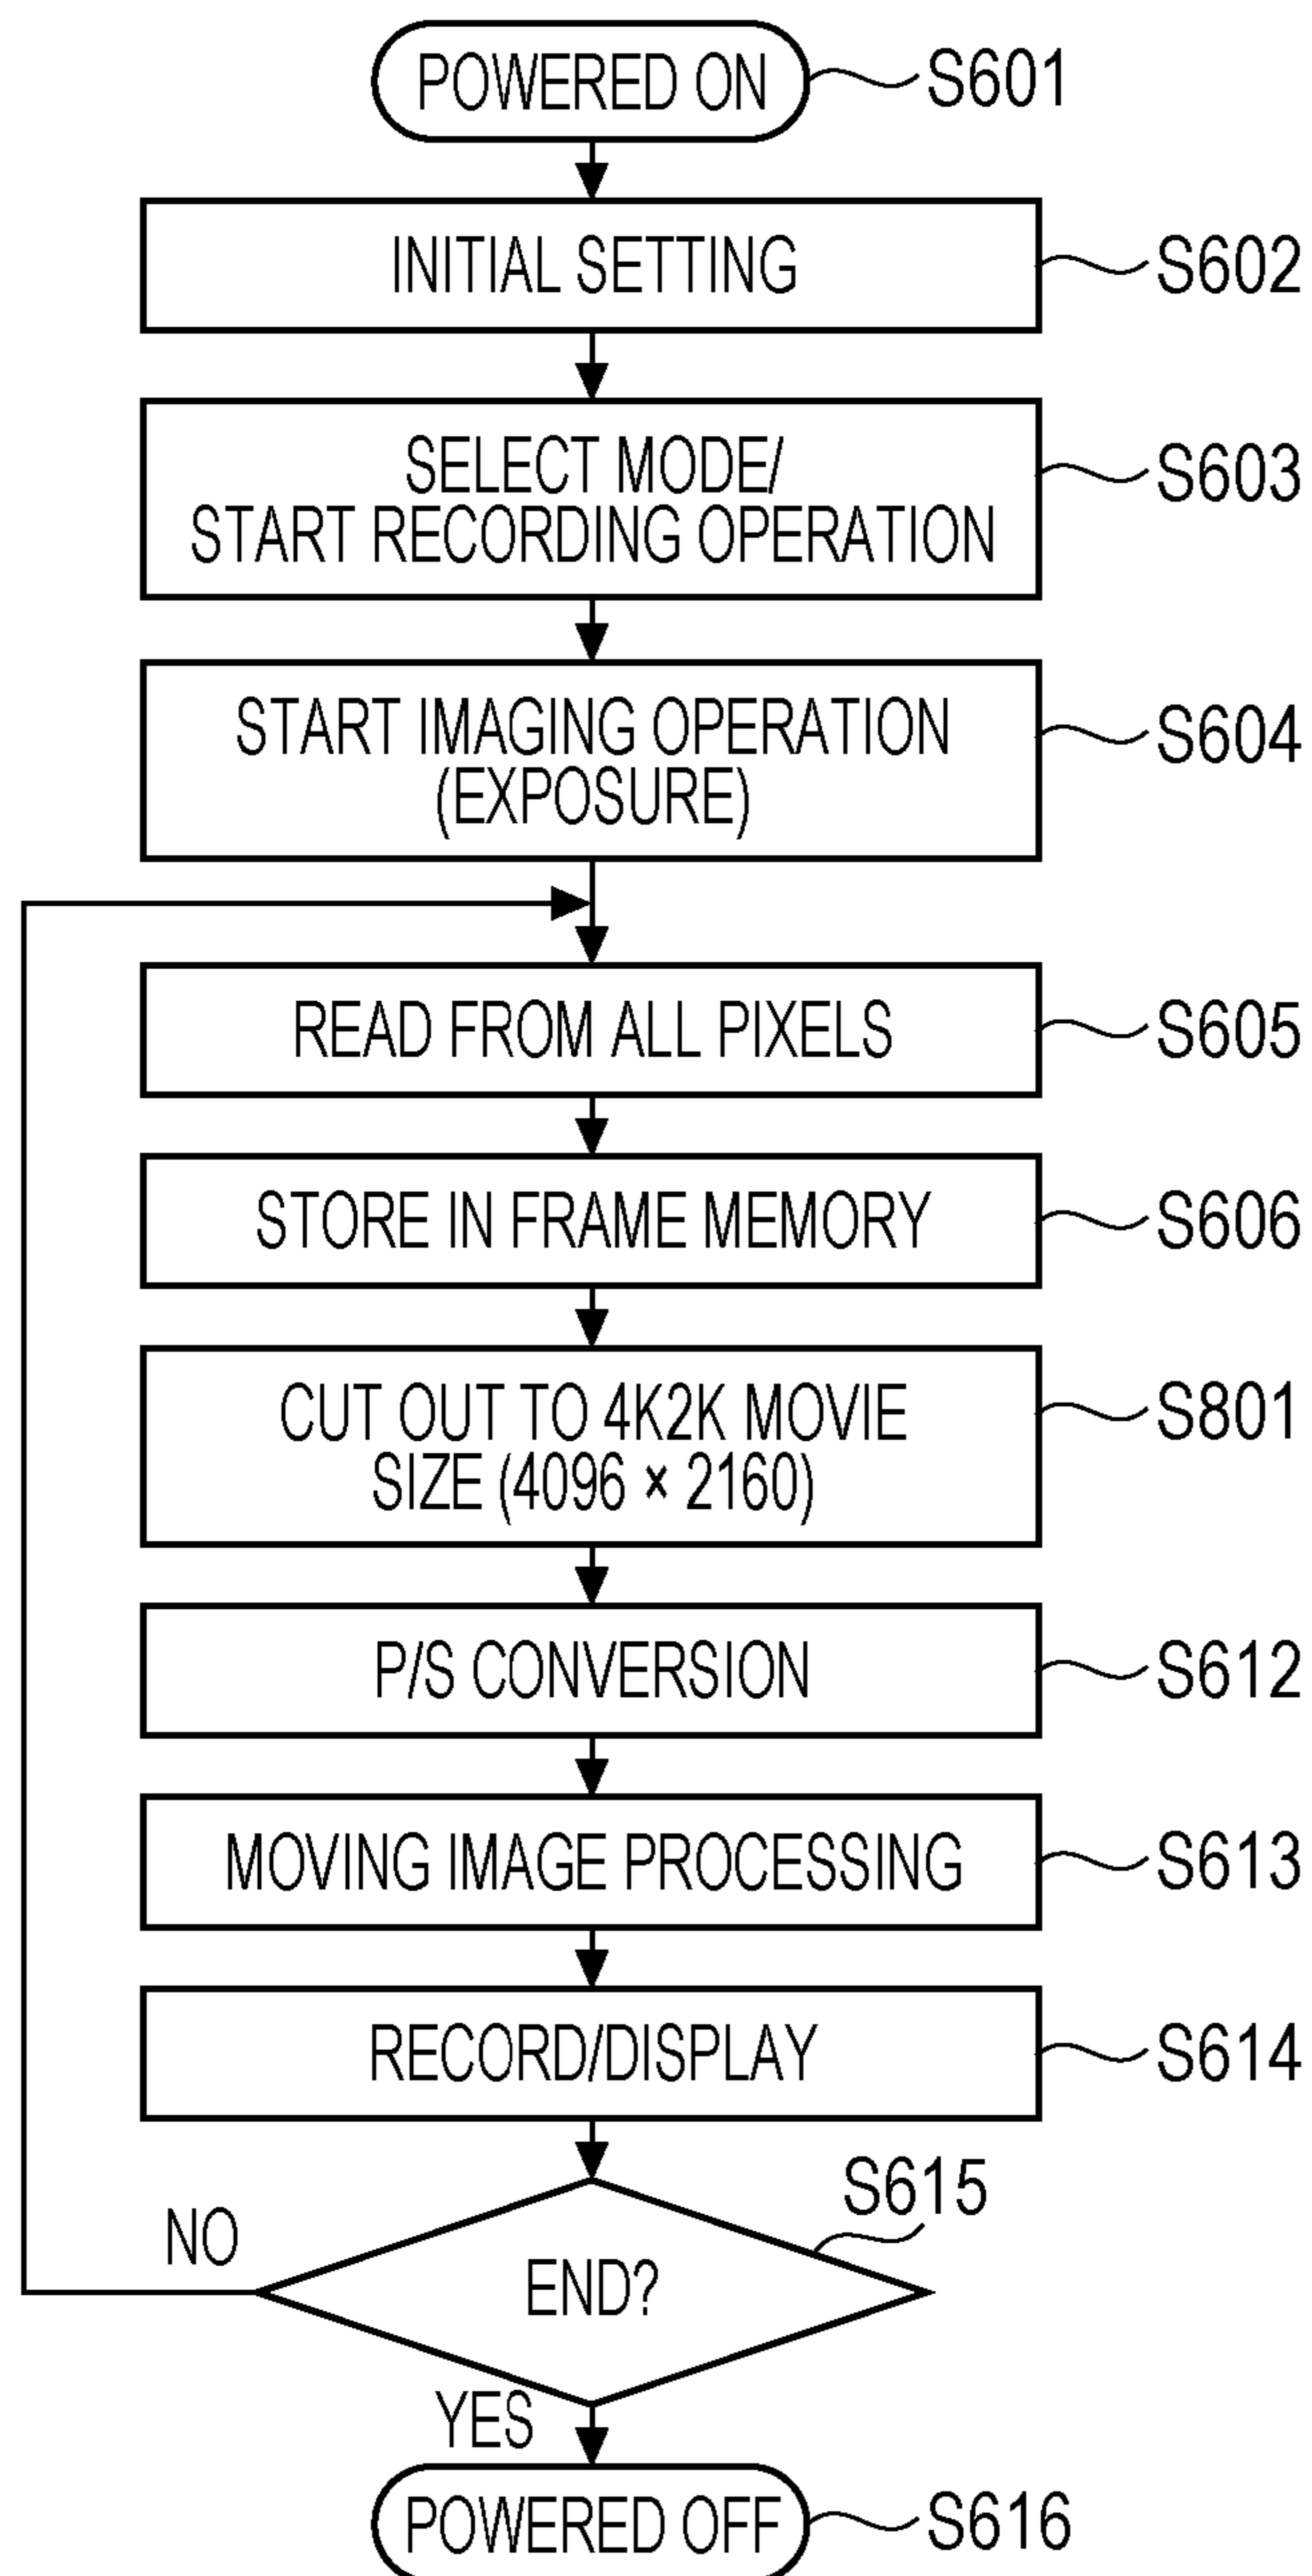 POWERED ON
S601
INITIAL SETTING
S602
SELECT MODE/
START RECORDING OPERATION
S603
START IMAGING OPERATION
(EXPOSURE)
S604
READ FROM ALL PIXELS
S605
STORE IN FRAME MEMORY
S606
CUT OUT TO 4K2K MOVIE
SIZE (4096 × 2160)
S801
P/S CONVERSION
S612
MOVING IMAGE PROCESSING
S613
RECORD/DISPLAY
S614
S615
NO
END?
YES
POWERED OFF
S616